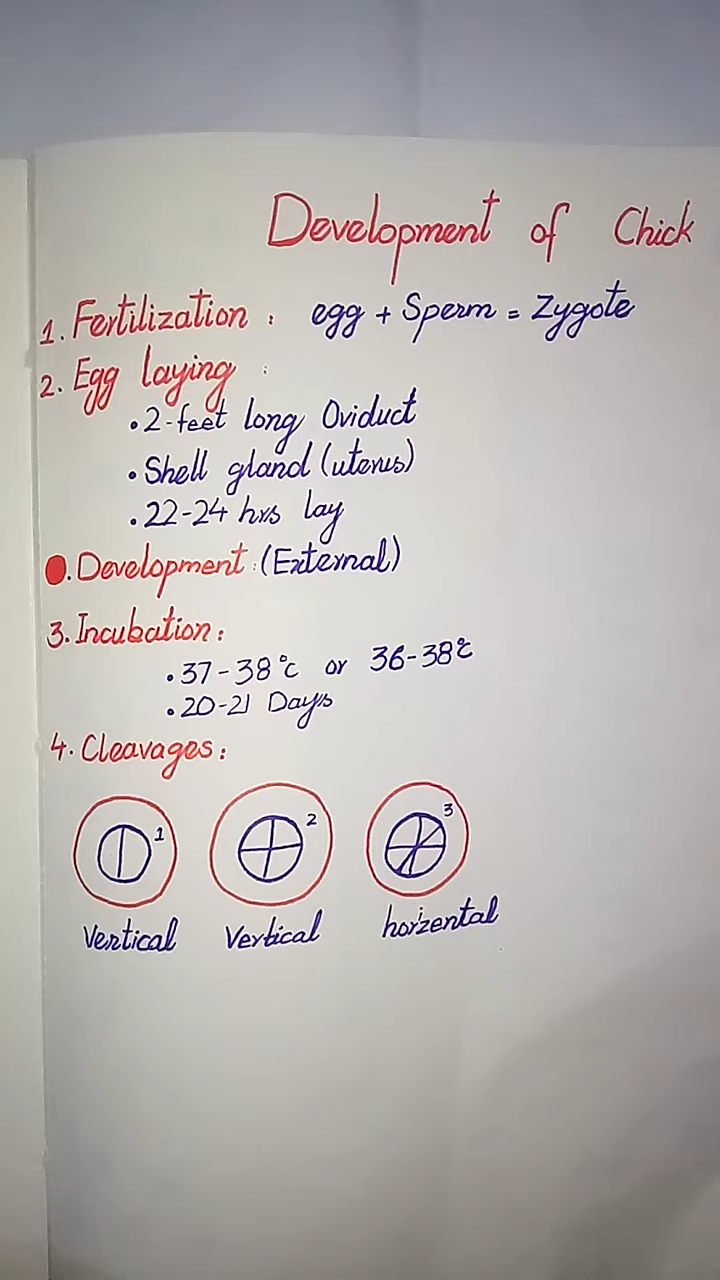 Development of Chick
1. Fertilization : egg + Sperm = Zygote
2. Egg laying :
• 2-feet long Oviduct
• Shell gland (uterus)
• 22-24 hrs lay
. Development : (External)
3. Incubation :
• 37-38°c or 36-38°c
• 20-21 Days
4. Cleavages :
1 2 3
Vertical Vertical horizental